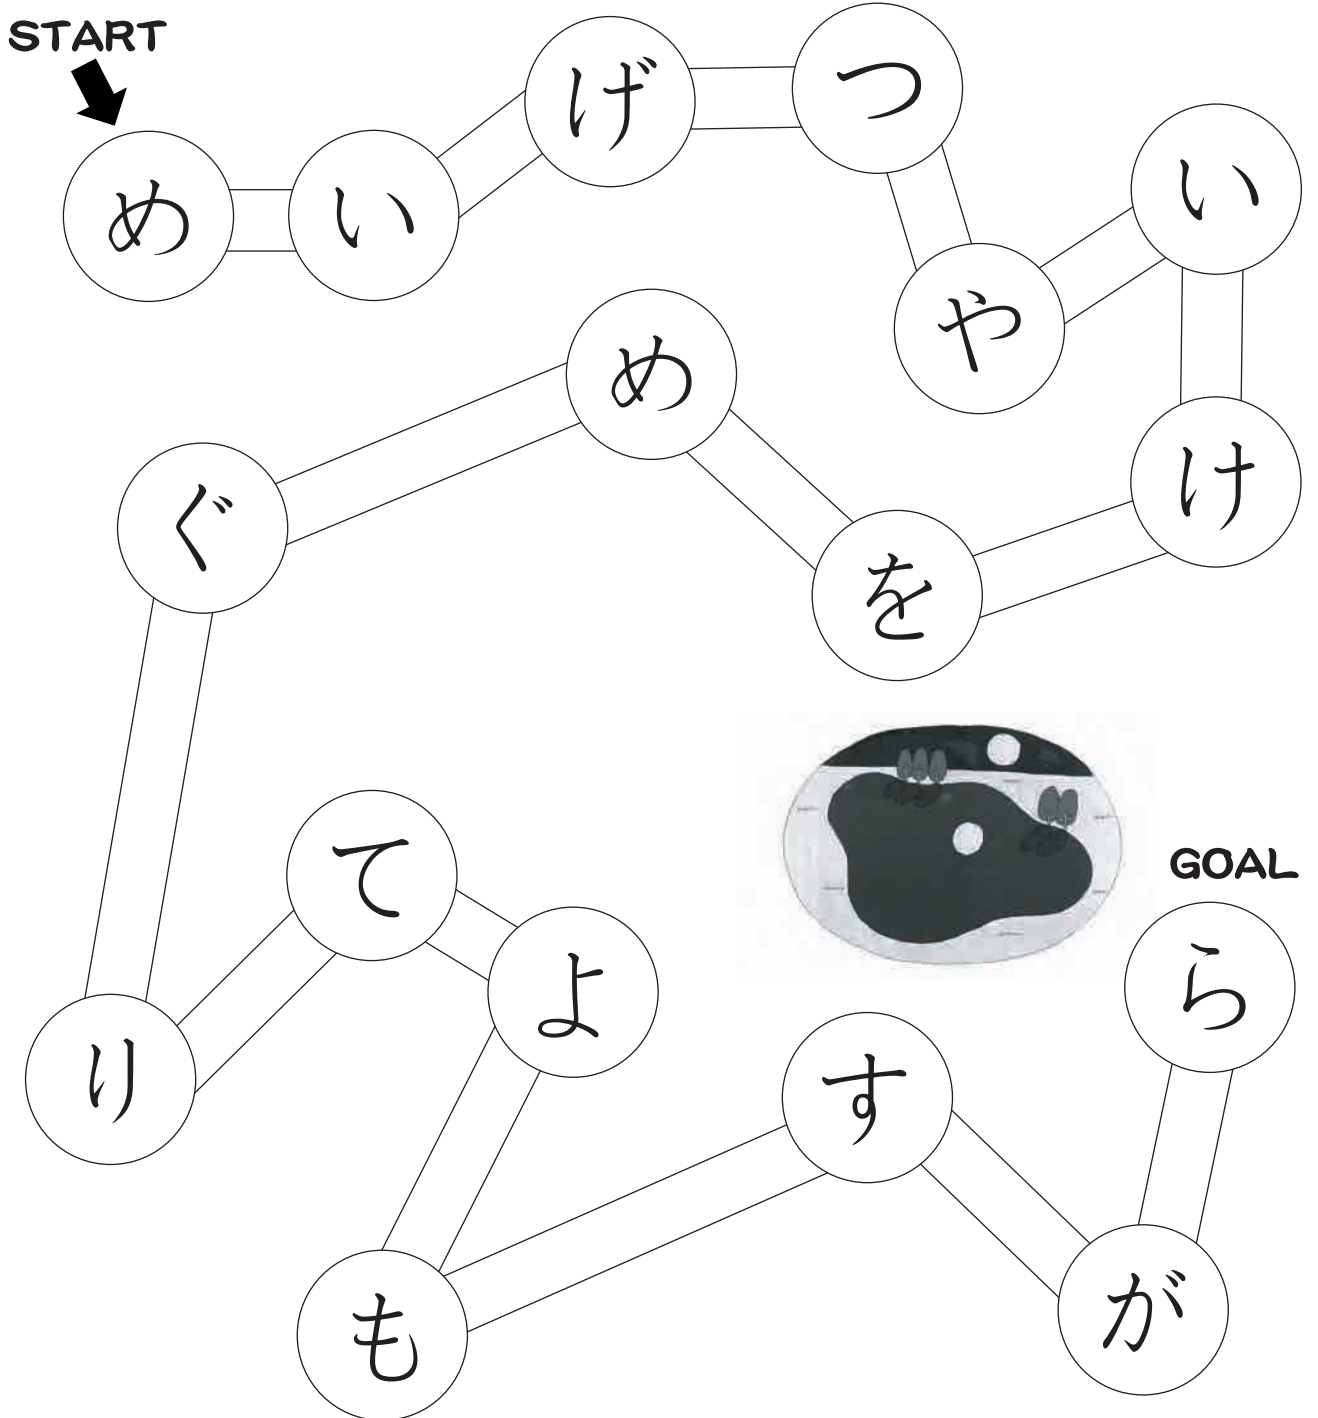 START
め
い
げ
つ
や
い
け
を
め
ぐ
り
て
よ
も
す
が
ら
GOAL